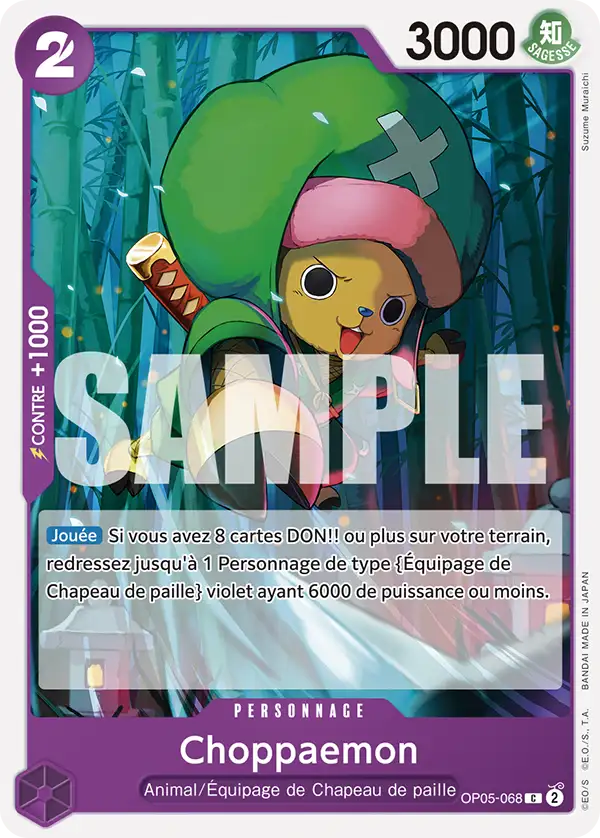 2
3000
知
SAGESSE
Suzume Muraichi
CONTRE +1000
SAMPLE
Jouée Si vous avez 8 cartes DON!! ou plus sur votre terrain,
redressez jusqu'à 1 Personnage de type {Équipage de
Chapeau de paille} violet ayant 6000 de puissance ou moins.
PERSONNAGE
Choppaemon
Animal/Équipage de Chapeau de paille
OP05-068 C 2
©EO/S ©E.O./S., T.A. BANDAI MADE IN JAPAN